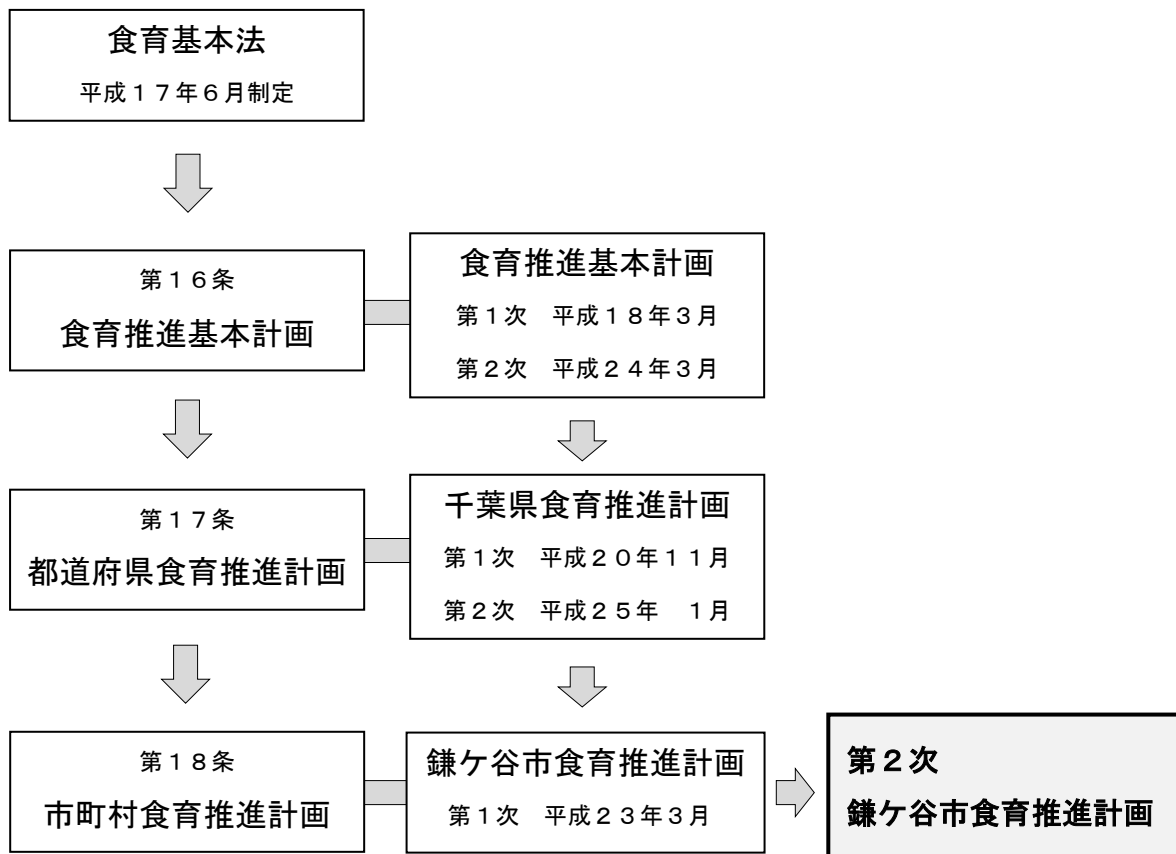 食育基本法
平成１７年６月制定
第１６条
食育推進基本計画
食育推進基本計画
第１次　平成１８年３月
第２次　平成２４年３月
第１７条
都道府県食育推進計画
千葉県食育推進計画
第１次　平成２０年１１月
第２次　平成２５年　１月
第１８条
市町村食育推進計画
鎌ケ谷市食育推進計画
第１次　平成２３年３月
第２次
鎌ケ谷市食育推進計画